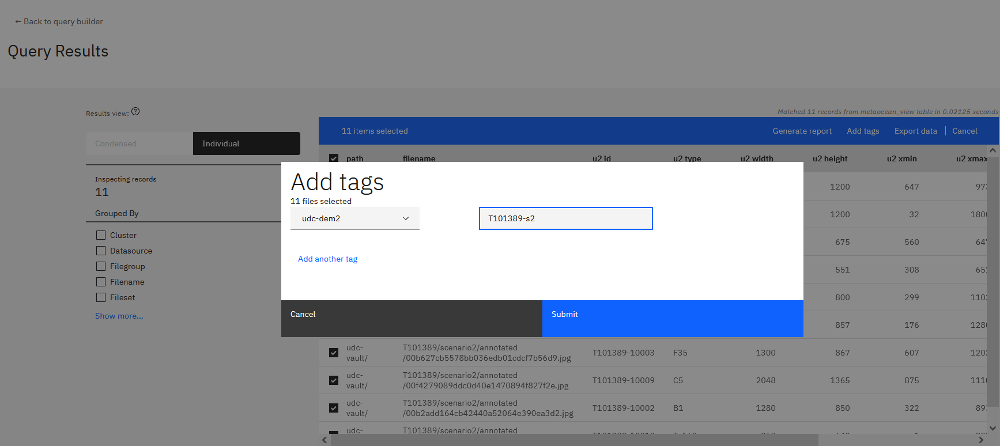 ← Back to query builder
Query Results
Results view:
Matched 11 records from metaocean_view table in 0.02125 seconds
11 items selected Generate report Add tags Export data Cancel
Condensed Individual
path filename u2 id u2 type u2 width u2 height u2 xmin u2 xmax
Inspecting records
11
Grouped By
Cluster
Datasource
Filegroup
Filename
Fileset
Show more...
Add tags
11 files selected
udc-dem2 T101389-s2
Add another tag
Cancel Submit
1200 647 973
1200 32 180
675 560 64
551 308 65
800 299 110
857 176 128
udc- T101389/scenario2/annotated
vault/ /00b627cb5578bb036edb01cdcf7b56d9.jpg T101389-10003 F35 1300 867 607 120
udc- T101389/scenario2/annotated
vault/ /00f4279089ddc0d40e1470894f827f2e.jpg T101389-10009 C5 2048 1365 875 111
udc- T101389/scenario2/annotated
vault/ /00b2add164cb42440a52064e390ea3d2.jpg T101389-10002 B1 1280 850 322 89
udc- T101389/scenario2/annotated